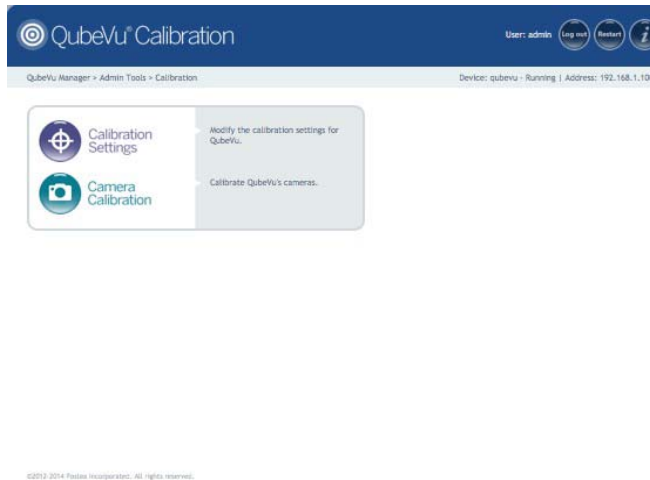 QubeVu® Calibration
User: admin
Log out
Restart
i
QubeVu Manager » Admin Tools » Calibration
Device: qubevu - Running | Address: 192.168.1.10
Calibration
Settings
Modify the calibration settings for
QubeVu.
Camera
Calibration
Calibrate QubeVu's cameras.
©2012-2014 Postea Incorporated. All rights reserved.